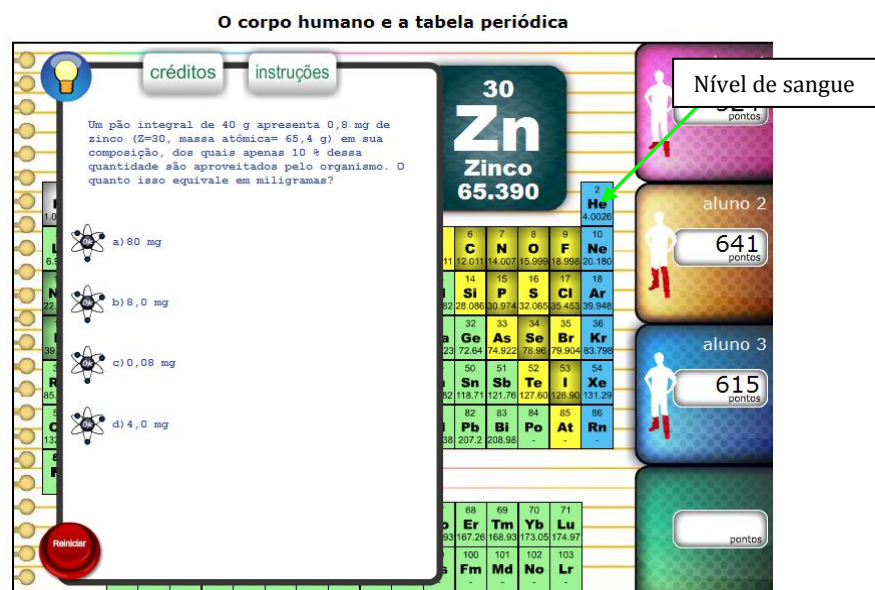 O corpo humano e a tabela periódica
créditos
instruções
Um pão integral de 40 g apresenta 0,8 mg de
zinco (Z=30, massa atômica= 65,4 g) em sua
composição, dos quais apenas 10 % dessa
quantidade são aproveitados pelo organismo. O
quanto isso equivale em miligramas?
Ok a)80 mg
Ok b)8,0 mg
Ok c)0,08 mg
Ok d)4,0 mg
Reiniciar
30
Zn
Zinco
65.390
Nível de sangue
pontos
aluno 2
641
pontos
aluno 3
615
pontos
pontos
2
He
4.0026
6 7 8 9 10
C N O F Ne
12.011 14.007 15.999 18.998 20.180
14 15 16 17 18
Si P S Cl Ar
28.086 30.974 32.065 35.453 39.948
32 33 34 35 36
Ge As Se Br Kr
72.64 74.922 78.96 79.904 83.798
50 51 52 53 54
Sn Sb Te I Xe
118.71 121.76 127.60 126.90 131.29
82 83 84 85 86
Pb Bi Po At Rn
207.2 208.98 - - -
68 69 70 71
Er Tm Yb Lu
167.26 168.93 173.05 174.97
100 101 102 103
Fm Md No Lr
- - - -